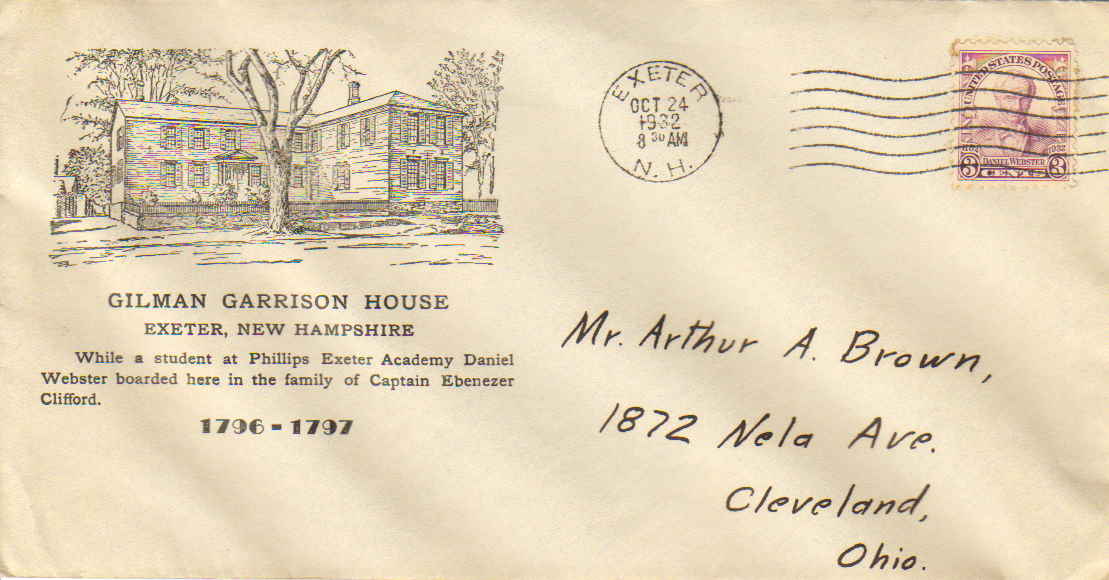 GILMAN GARRISON HOUSE
EXETER, NEW HAMPSHIRE
While a student at Phillips Exeter Academy Daniel
Webster boarded here in the family of Captain Ebenezer
Clifford.
1796-1797
EXETER
OCT 24
1932
8 30 AM
N.H.
UNITED STATES POSTAGE
1932
DANIEL WEBSTER
3 CENTS 3
Mr. Arthur A. Brown,
1872 Nela Ave.
Cleveland,
Ohio.